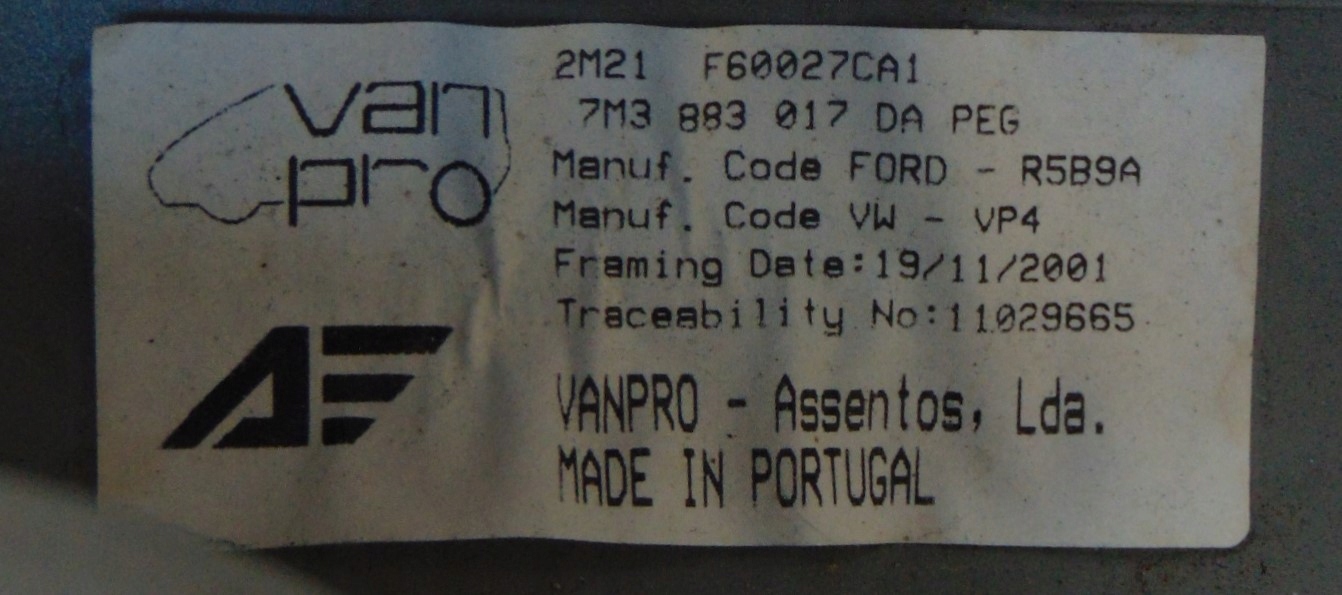 van
pro
AF
2M21 F60027CA1
7M3 883 017 DA PEG
Manuf. Code FORD - R5B9A
Manuf. Code VW - VP4
Framing Date:19/11/2001
Traceability No:11029665
VANPRO - Assentos, Lda.
MADE IN PORTUGAL